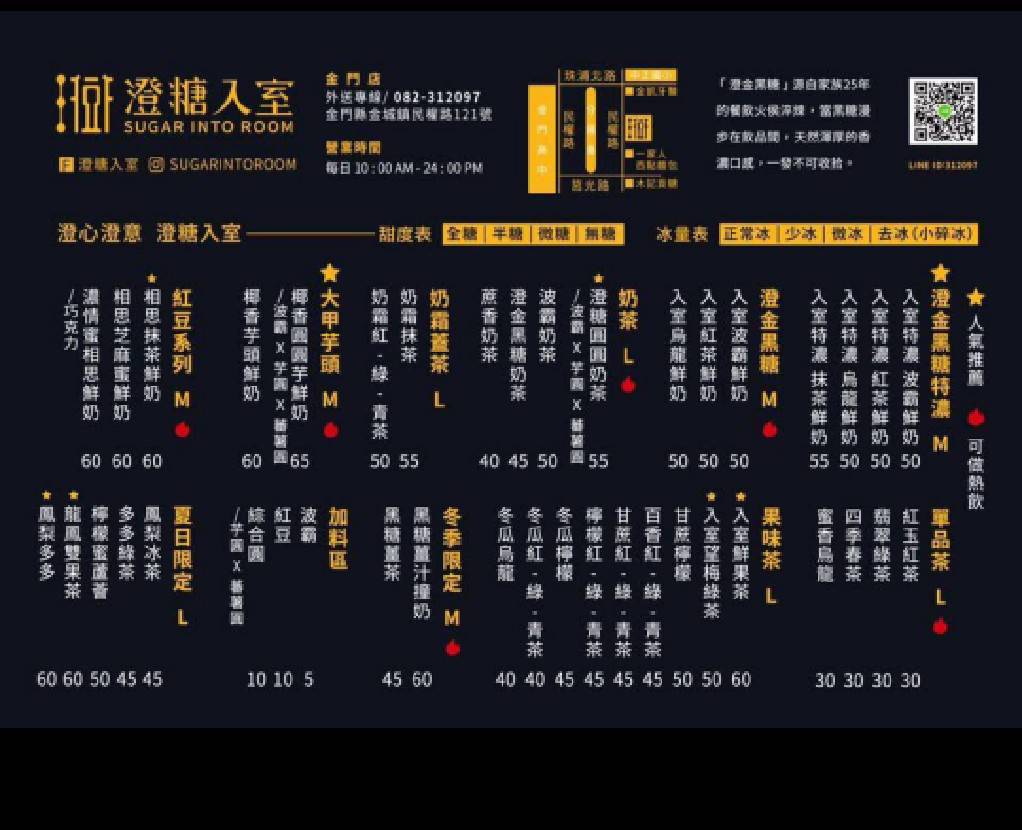 澄糖入室
SUGAR INTO ROOM
澄糖入室 SUGARINTOROOM
金門店
外送專線/ 082-312097
金門縣金城鎮民權路121號
營業時間
每日 10:00 AM - 24:00 PM
珠浦北路
金門高中
民權路
民權路
莒光路
一家人
西點麵包
木記貢糖
「澄金黑糖」源自家族25年
的餐飲火候淬煉,當黑糖漫
步在飲品間,天然渾厚的香
濃口感,一發不可收拾。
LINE ID:312097
澄心澄意 澄糖入室
甜度表 全糖|半糖|微糖|無糖
冰量表 正常冰|少冰|微冰|去冰(小碎冰)
人氣推薦 可做熱飲
澄金黑糖特濃 M
入室特濃 波霸鮮奶 50
入室特濃 紅茶鮮奶 50
入室特濃 烏龍鮮奶 50
入室特濃 抹茶鮮奶 55
澄金黑糖 M
入室波霸鮮奶 50
入室紅茶鮮奶 50
入室烏龍鮮奶 50
奶茶 L
澄糖圓圓奶茶 55
/波霸 X 芋圓 X 蕃薯圓
波霸奶茶 50
澄金黑糖奶茶 45
蔗香奶茶 40
奶霜蓋茶 L
奶霜抹茶 55
奶霜紅-綠-青茶 50
大甲芋頭 M
椰香圓圓芋鮮奶 65
/波霸 X 芋圓 X 蕃薯圓
椰香芋頭鮮奶 60
紅豆系列 M
相思抹茶鮮奶 60
相思芝麻蜜鮮奶 60
濃情蜜相思鮮奶 60
/巧克力
單品茶 L
紅玉紅茶 30
翡翠綠茶 30
四季春茶 30
蜜香烏龍 30
果味茶 L
入室鮮果茶 60
入室望梅綠茶 50
甘蔗檸檬 50
百香紅-綠-青茶 45
甘蔗紅-綠-青茶 45
檸檬紅-綠-青茶 45
冬瓜檸檬 45
冬瓜紅-綠-青茶 40
冬瓜烏龍 40
冬季限定 M
黑糖薑汁撞奶 60
黑糖薑茶 45
加料區
波霸 5
紅豆 10
綜合圓 10
/芋圓 X 蕃薯圓
夏日限定 L
鳳梨冰茶 45
多多綠茶 45
檸檬蜜蘆薈 50
龍鳳雙果茶 60
鳳梨多多 60